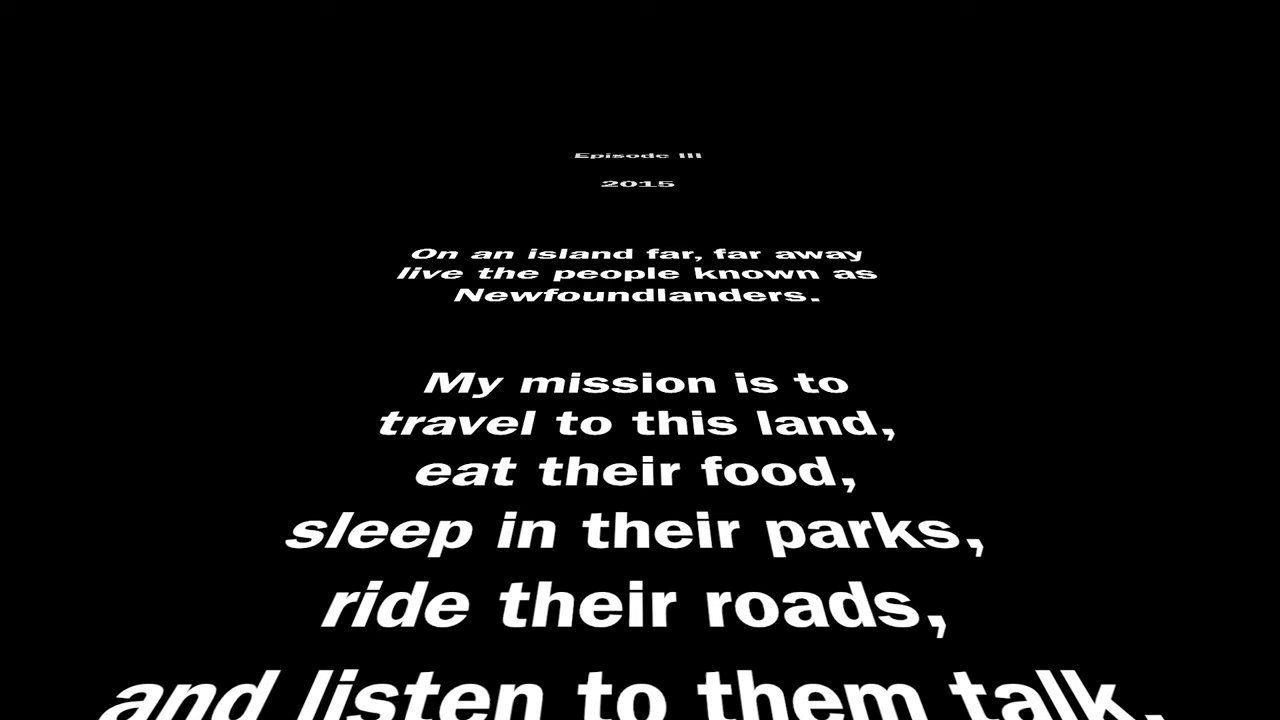 Episode III
2015
On an island far, far away
live the people known as
Newfoundlanders.
My mission is to
travel to this land,
eat their food,
sleep in their parks,
ride their roads,
and listen to them talk.